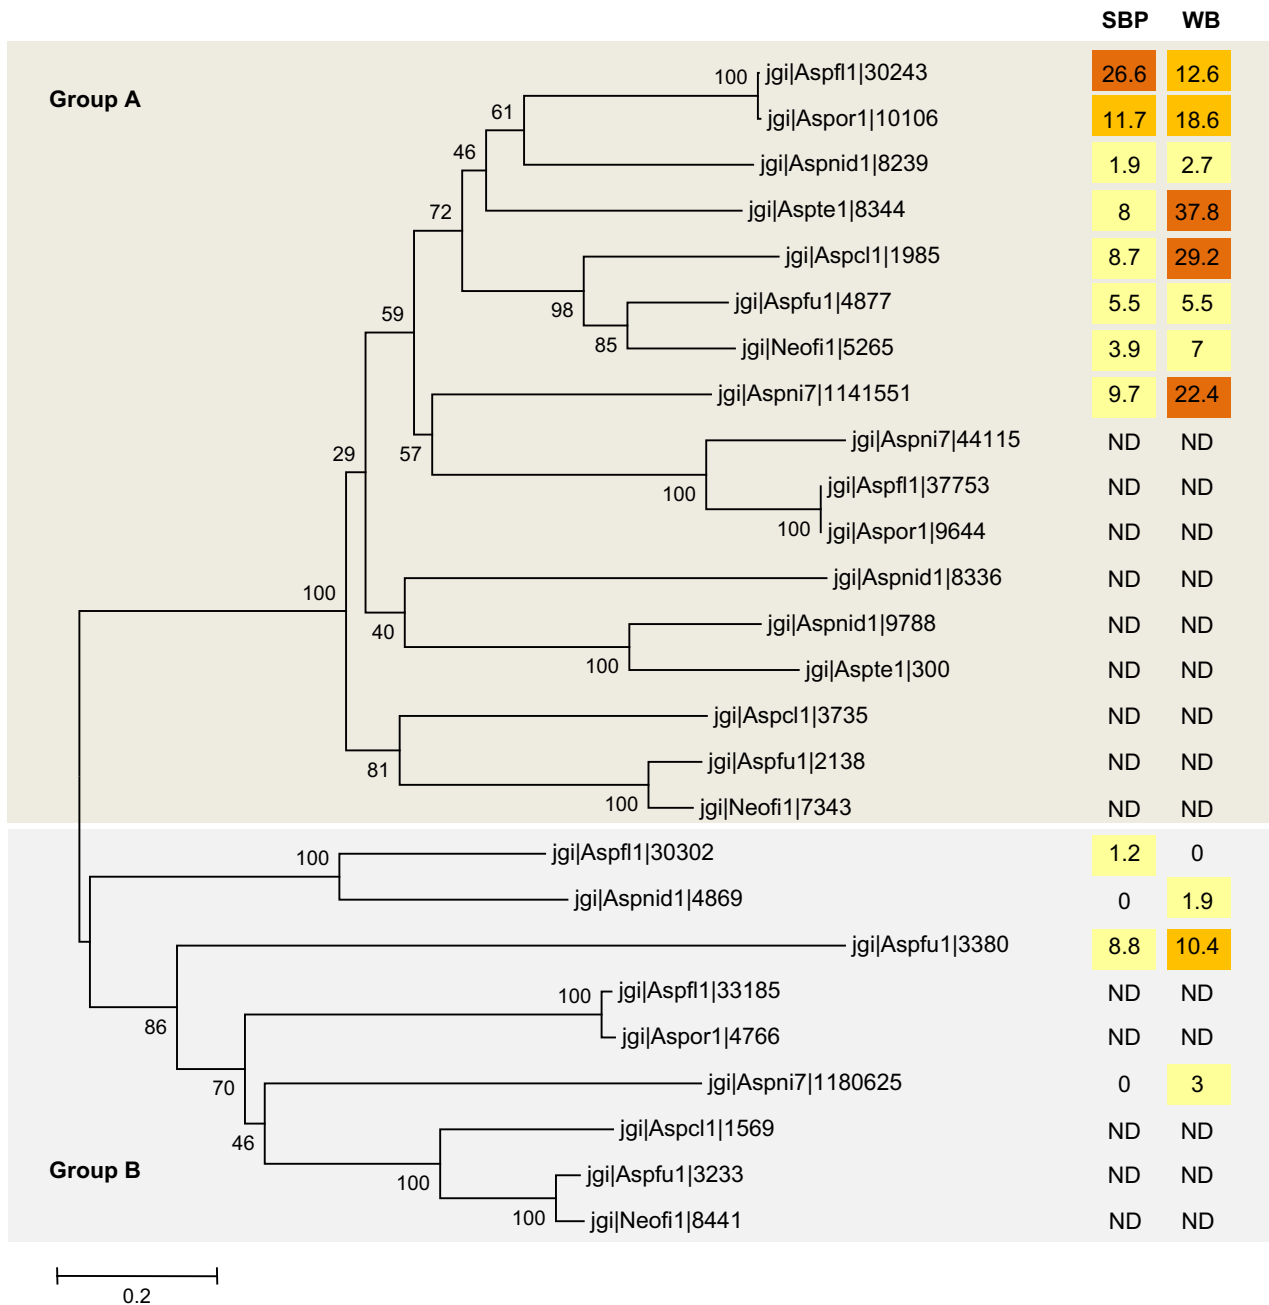 SBP WB
Group A
100 jgi|Aspfl1|30243 26.6 12.6
jgi|Aspor1|10106 11.7 18.6
61
46
jgi|Aspnid1|8239 1.9 2.7
72
jgi|Aspte1|8344 8 37.8
jgi|Aspcl1|1985 8.7 29.2
98
jgi|Aspfu1|4877 5.5 5.5
59
85
jgi|Neofi1|5265 3.9 7
jgi|Aspni7|1141551 9.7 22.4
29
57
jgi|Aspni7|44115 ND ND
100
jgi|Aspfl1|37753 ND ND
100
jgi|Aspor1|9644 ND ND
jgi|Aspnid1|8336 ND ND
100
40
jgi|Aspnid1|9788 ND ND
100
jgi|Aspte1|300 ND ND
jgi|Aspcl1|3735 ND ND
81
jgi|Aspfu1|2138 ND ND
100
jgi|Neofi1|7343 ND ND
100
jgi|Aspfl1|30302 1.2 0
jgi|Aspnid1|4869 0 1.9
jgi|Aspfu1|3380 8.8 10.4
86
100 jgi|Aspfl1|33185 ND ND
jgi|Aspor1|4766 ND ND
70
jgi|Aspni7|1180625 0 3
46
jgi|Aspcl1|1569 ND ND
Group B
100
jgi|Aspfu1|3233 ND ND
100
jgi|Neofi1|8441 ND ND
0.2